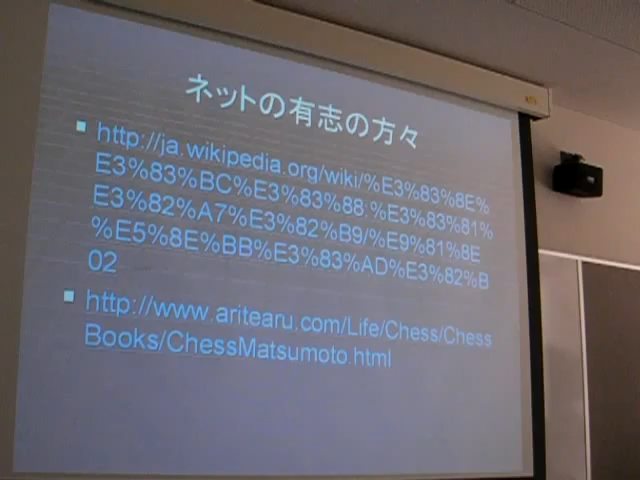 ネットの有志の方々
http://ja.wikipedia.org/wiki/%E3%83%8E%
E3%83%BC%E3%83%88:%E3%83%81%
E3%82%A7%E3%82%B9/%E9%81%8E
%E5%8E%BB%E3%83%AD%E3%82%B
02
http://www.aritearu.com/Life/Chess/Chess
Books/ChessMatsumoto.html